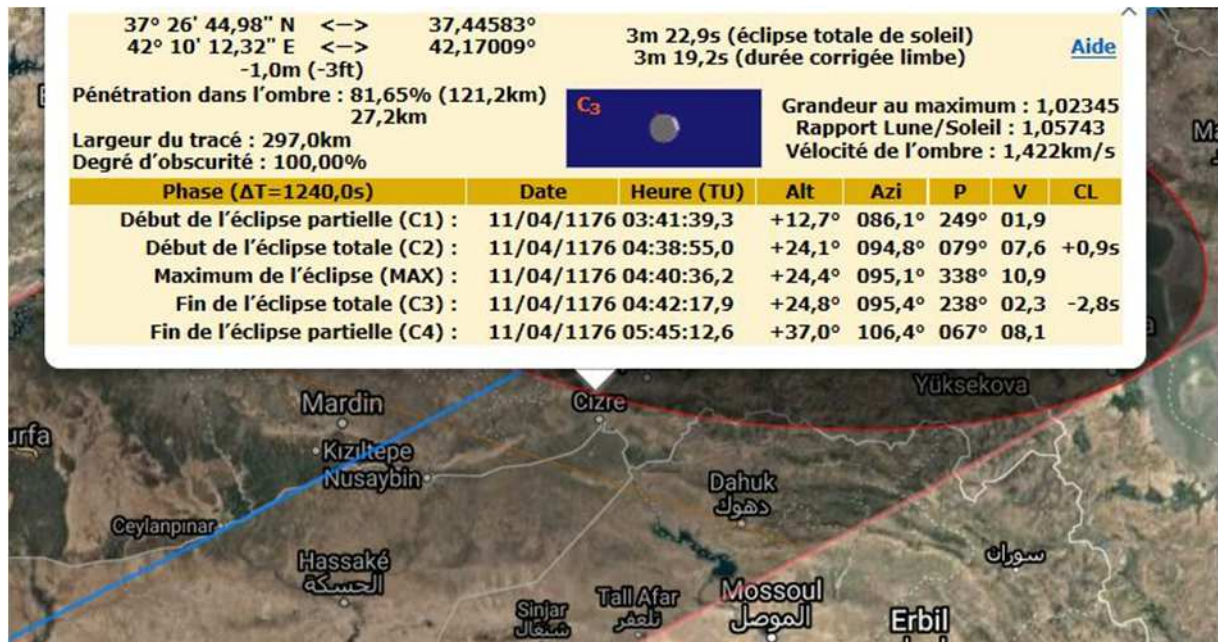 37° 26' 44,98" N <—> 37,44583°
42° 10' 12,32" E <—> 42,17009°
-1,0m (-3ft)
3m 22,9s (éclipse totale de soleil)
3m 19,2s (durée corrigée limbe)
Aide
Pénétration dans l'ombre : 81,65% (121,2km)
27,2km
Largeur du tracé : 297,0km
Degré d'obscurité : 100,00%
C3
Grandeur au maximum : 1,02345
Rapport Lune/Soleil : 1,05743
Vélocité de l'ombre : 1,422km/s
Phase (ΔT=1240,0s) Date Heure (TU) Alt Azi P V CL
Début de l'éclipse partielle (C1) : 11/04/1176 03:41:39,3 +12,7° 086,1° 249° 01,9
Début de l'éclipse totale (C2) : 11/04/1176 04:38:55,0 +24,1° 094,8° 079° 07,6 +0,9s
Maximum de l'éclipse (MAX) : 11/04/1176 04:40:36,2 +24,4° 095,1° 338° 10,9
Fin de l'éclipse totale (C3) : 11/04/1176 04:42:17,9 +24,8° 095,4° 238° 02,3 -2,8s
Fin de l'éclipse partielle (C4) : 11/04/1176 05:45:12,6 +37,0° 106,4° 067° 08,1
Yüksekova
Mardin
Cizre
urfa
Kızıltepe
Nusaybin
Dahuk
دهوك
Ceylanpınar
Hassaké
الحسكة
سوران
Sinjar
شنگال
Tall Afar
تلعفر
Mossoul
الموصل
Erbil